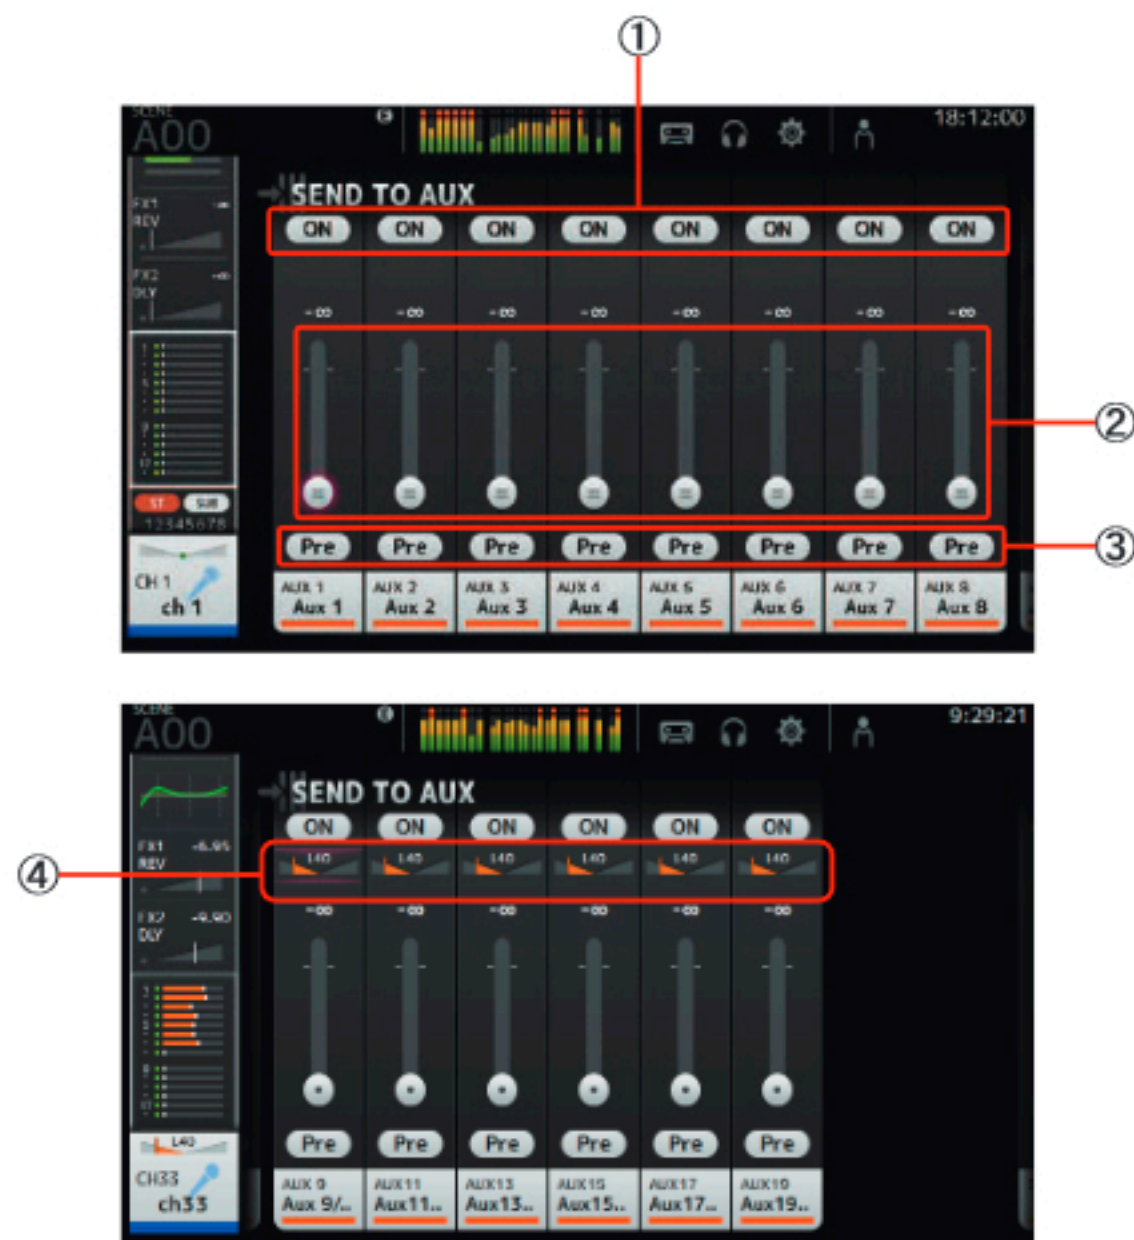 ①
SCENE
A00
18:12:00
SEND TO AUX
ON ON ON ON ON ON ON ON
FX1 -∞
REV
FX2 -∞
DLY
-∞ -∞ -∞ -∞ -∞ -∞ -∞ -∞
②
ST SUB
12345678
Pre Pre Pre Pre Pre Pre Pre Pre
③
CH 1
ch 1
AUX 1 AUX 2 AUX 3 AUX 4 AUX 5 AUX 6 AUX 7 AUX 8
Aux 1 Aux 2 Aux 3 Aux 4 Aux 5 Aux 6 Aux 7 Aux 8
SCENE
A00
9:29:21
SEND TO AUX
ON ON ON ON ON ON
FX1 -6.95
REV
④
L40 L40 L40 L40 L40 L40
FX2 -9.90
DLY
-∞ -∞ -∞ -∞ -∞ -∞
L40
Pre Pre Pre Pre Pre Pre
CH33
ch33
AUX 9 AUX11 AUX13 AUX15 AUX17 AUX19
Aux 9/... Aux11... Aux13... Aux15... Aux17... Aux19...